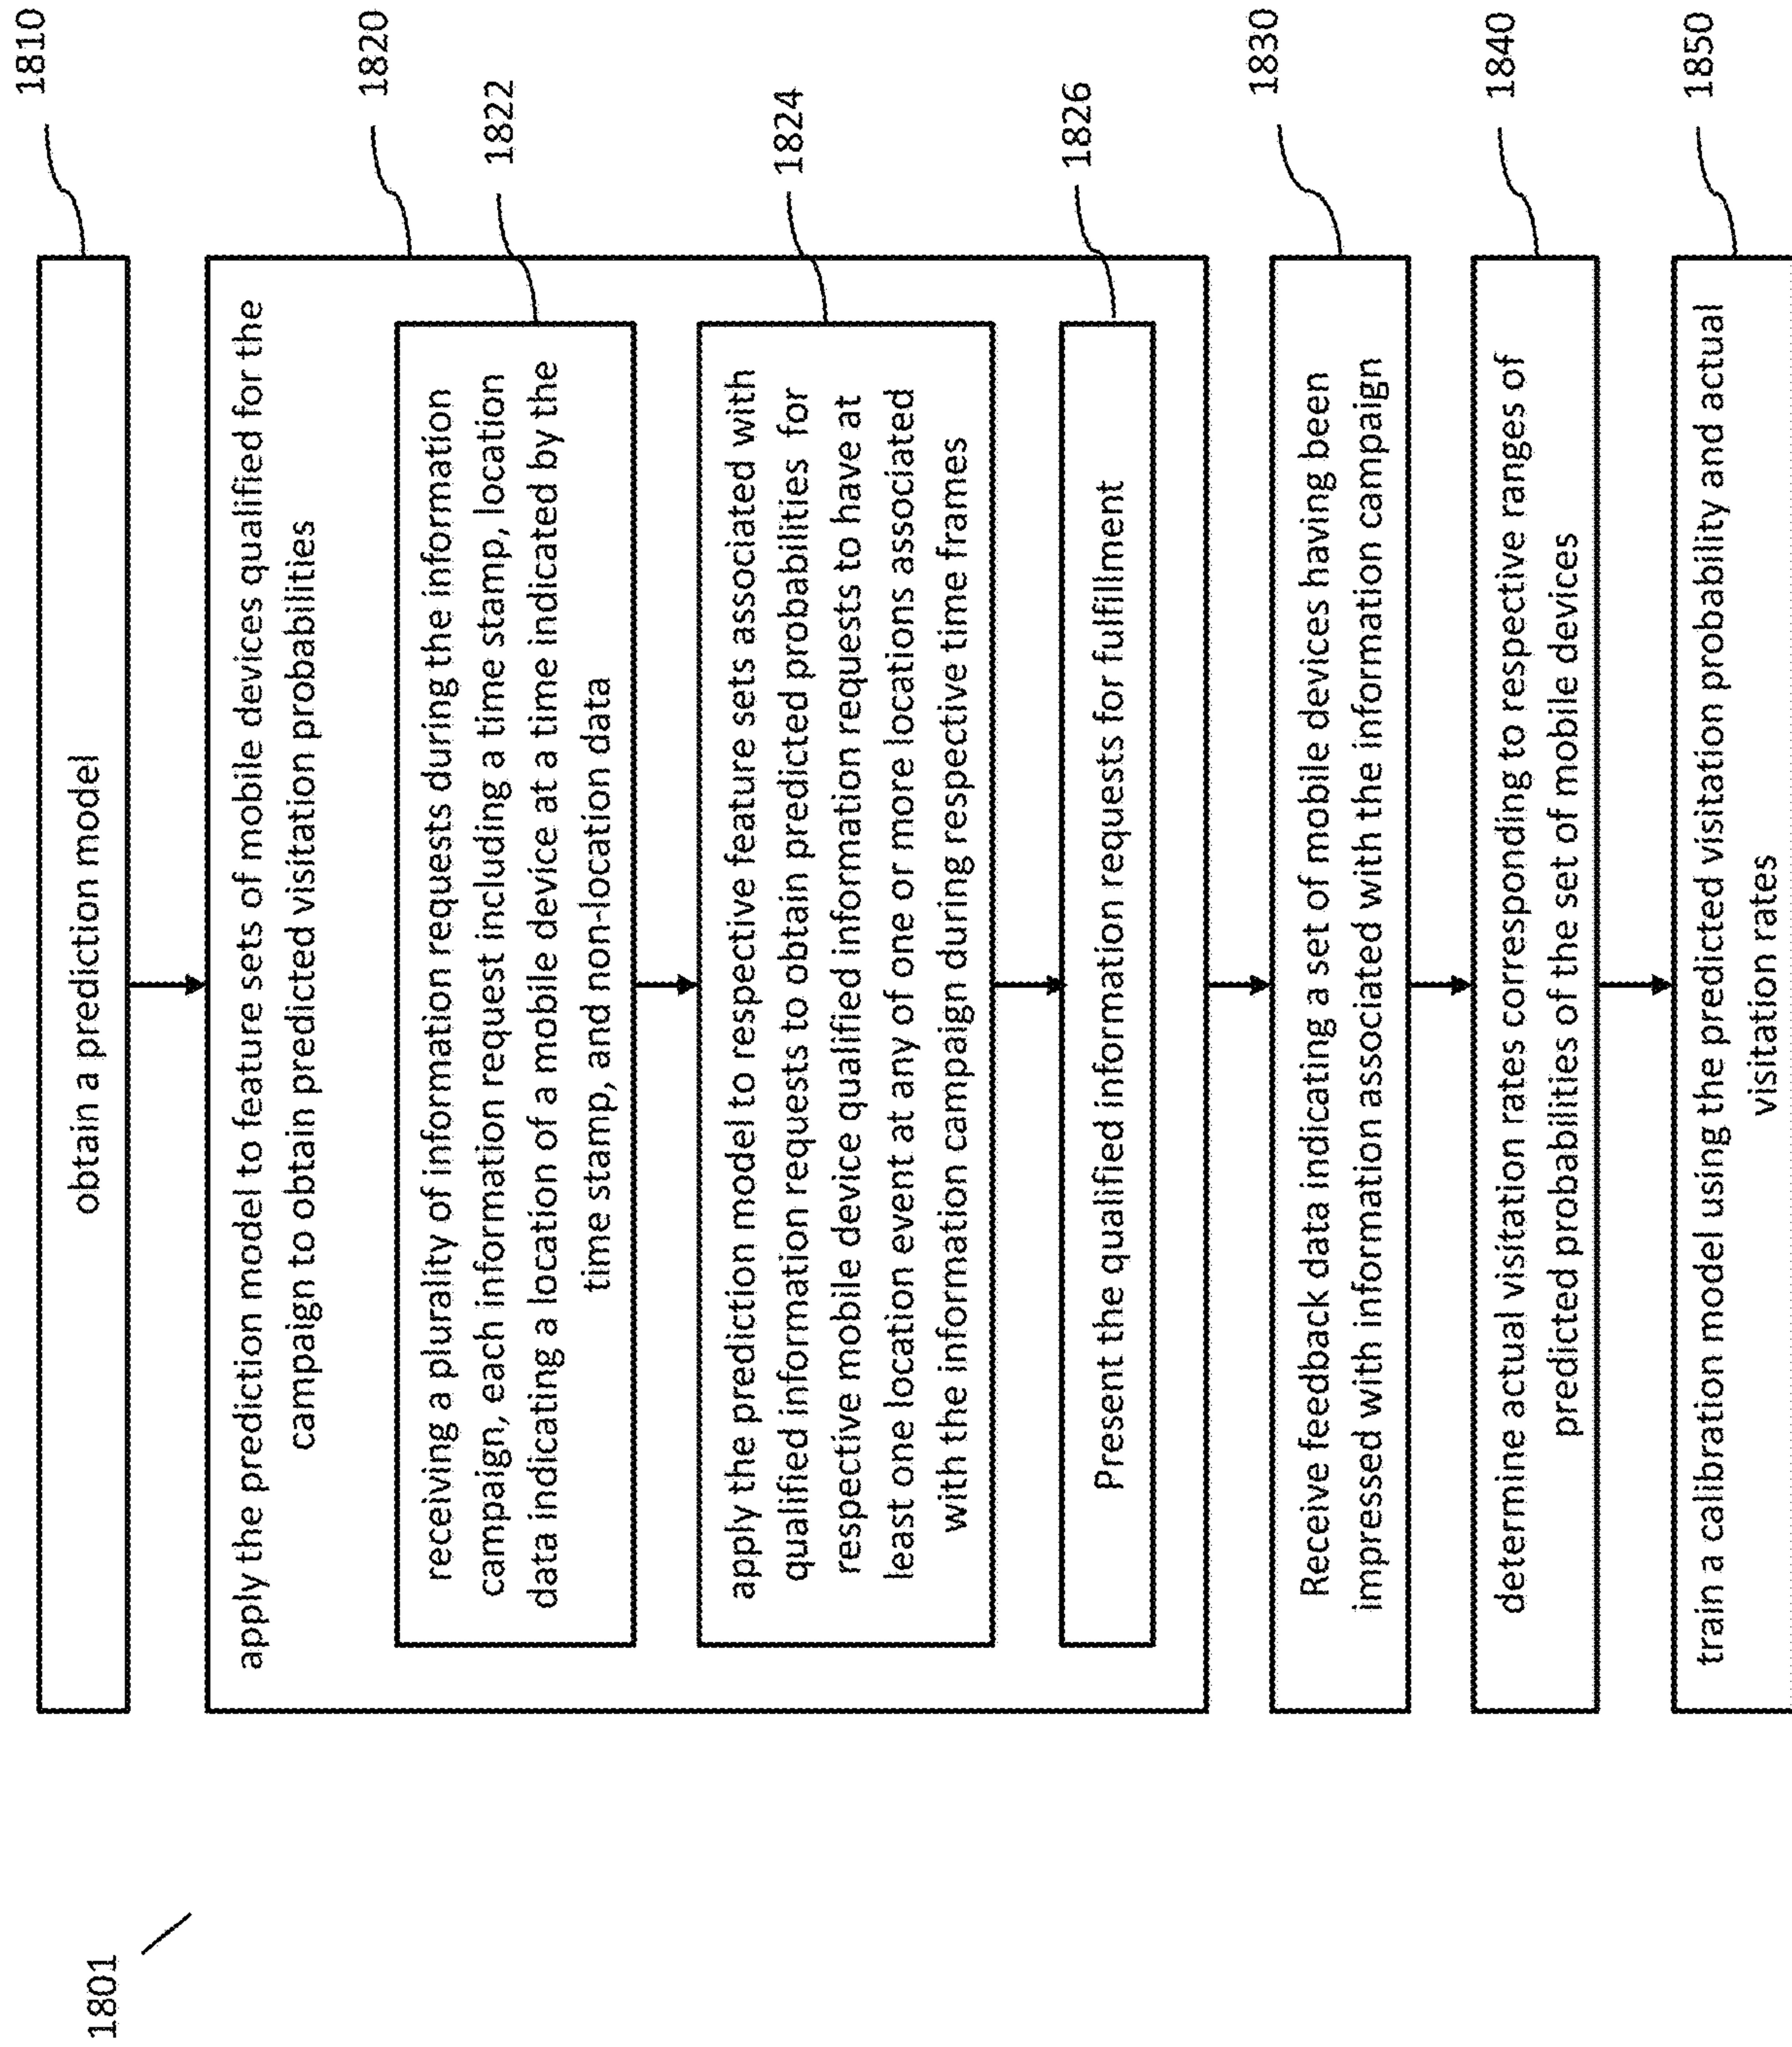 1801
obtain a prediction model
1810
apply the prediction model to feature sets of mobile devices qualified for the
campaign to obtain predicted visitation probabilities
1820
receiving a plurality of information requests during the information
campaign, each information request including a time stamp, location
data indicating a location of a mobile device at a time indicated by the
time stamp, and non-location data
1822
apply the prediction model to respective feature sets associated with
qualified information requests to obtain predicted probabilities for
respective mobile device qualified information requests to have at
least one location event at any of one or more locations associated
with the information campaign during respective time frames
1824
Present the qualified information requests for fulfillment
1826
Receive feedback data indicating a set of mobile devices having been
impressed with information associated with the information campaign
1830
determine actual visitation rates corresponding to respective ranges of
predicted probabilities of the set of mobile devices
1840
train a calibration model using the predicted visitation probability and actual
visitation rates
1850